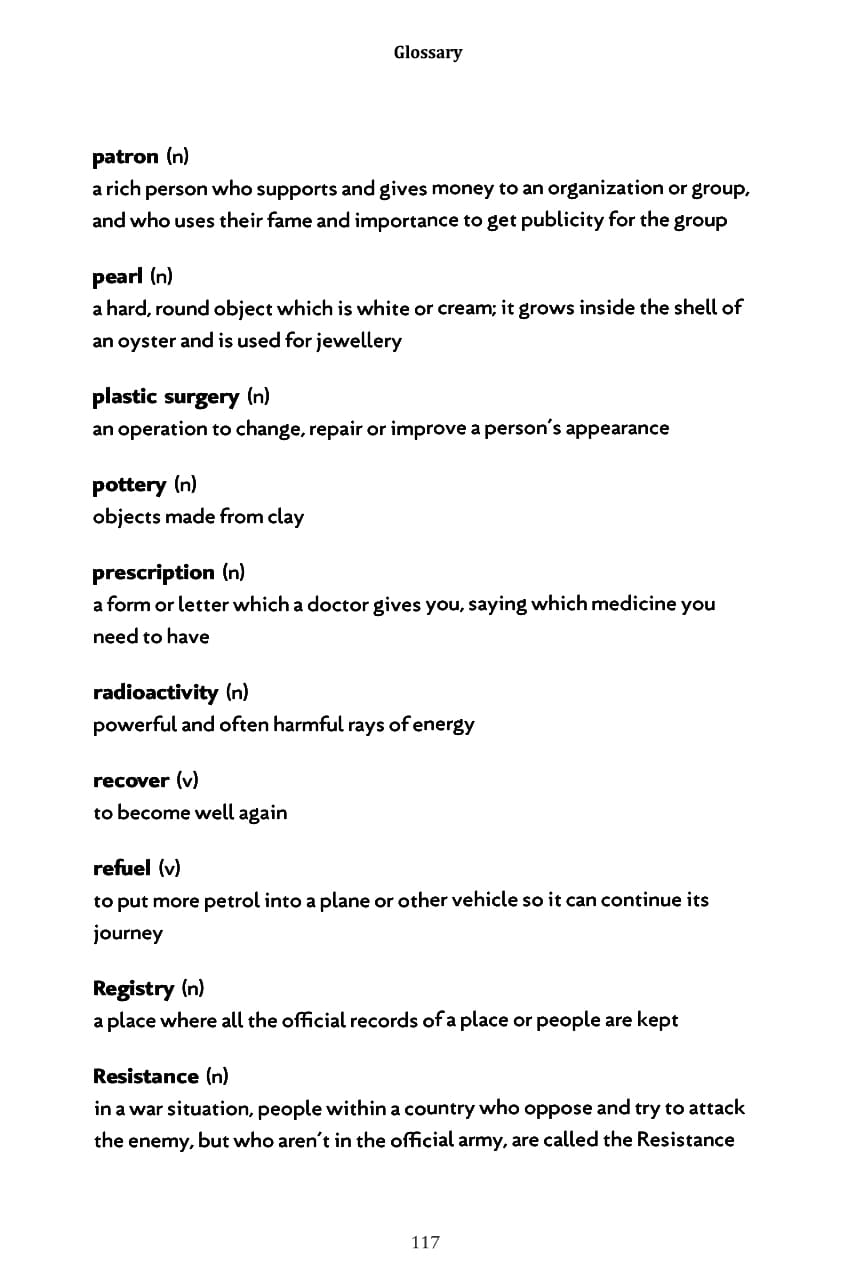 Glossary
patron (n)
a rich person who supports and gives money to an organization or group,
and who uses their fame and importance to get publicity for the group
pearl (n)
a hard, round object which is white or cream; it grows inside the shell of
an oyster and is used for jewellery
plastic surgery (n)
an operation to change, repair or improve a person's appearance
pottery (n)
objects made from clay
prescription (n)
a form or letter which a doctor gives you, saying which medicine you
need to have
radioactivity (n)
powerful and often harmful rays of energy
recover (v)
to become well again
refuel (v)
to put more petrol into a plane or other vehicle so it can continue its
journey
Registry (n)
a place where all the official records of a place or people are kept
Resistance (n)
in a war situation, people within a country who oppose and try to attack
the enemy, but who aren't in the official army, are called the Resistance
117